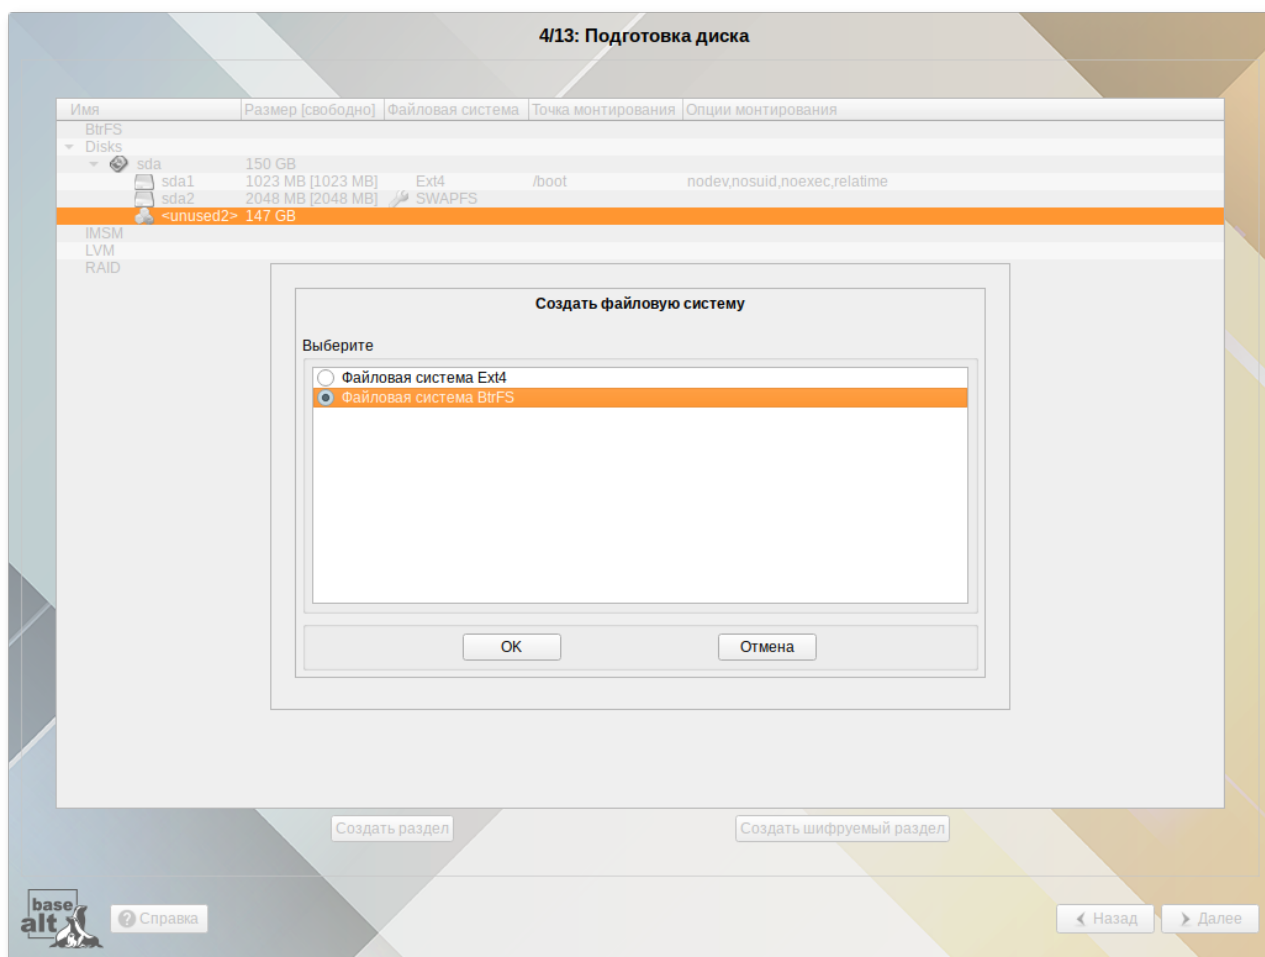 4/13: Подготовка диска
Имя Размер [свободно] Файловая система Точка монтирования Опции монтирования
BtrFS
Disks
sda 150 GB
sda1 1023 MB [1023 MB] Ext4 /boot nodev,nosuid,noexec,relatime
sda2 2048 MB [2048 MB] SWAPFS
<unused2> 147 GB
IMSM
LVM
RAID
Создать файловую систему
Выберите
Файловая система Ext4
Файловая система BtrFS
OK Отмена
Создать раздел Создать шифруемый раздел
base
alt
Справка Назад Далее